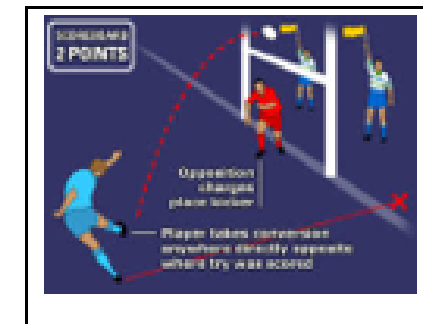 SCOREBOARD
2 POINTS
Opposition
charges
place kicker
Player takes conversion
anywhere directly opposite
where try was scored